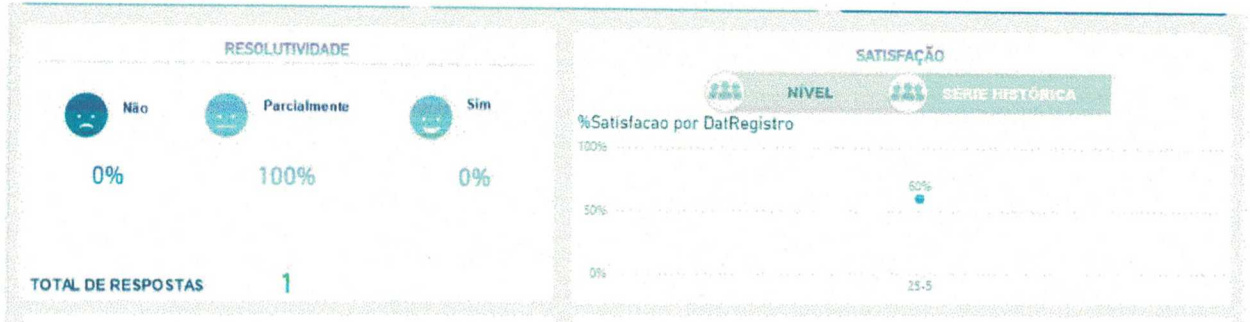 RESOLUTIVIDADE
Não
Parcialmente
Sim
0%
100%
0%
TOTAL DE RESPOSTAS 1
SATISFAÇÃO
NÍVEL
SÉRIE HISTÓRICA
%Satisfacao por DatRegistro
100%
60%
50%
0%
25-5